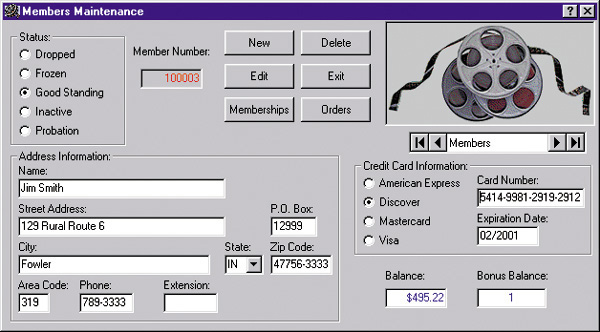 Members Maintenance
Status:
Dropped
Frozen
Good Standing
Inactive
Probation
Member Number:
100003
New
Delete
Edit
Exit
Memberships
Orders
Members
Address Information:
Name:
Jim Smith
Street Address:
P.O. Box:
129 Rural Route 6
12999
City:
State:
Zip Code:
Fowler
IN
47756-3333
Area Code:
Phone:
Extension:
319
789-3333
Credit Card Information:
American Express
Discover
Mastercard
Visa
Card Number:
5414-9981-2919-2912
Expiration Date:
02/2001
Balance:
Bonus Balance:
$495.22
1